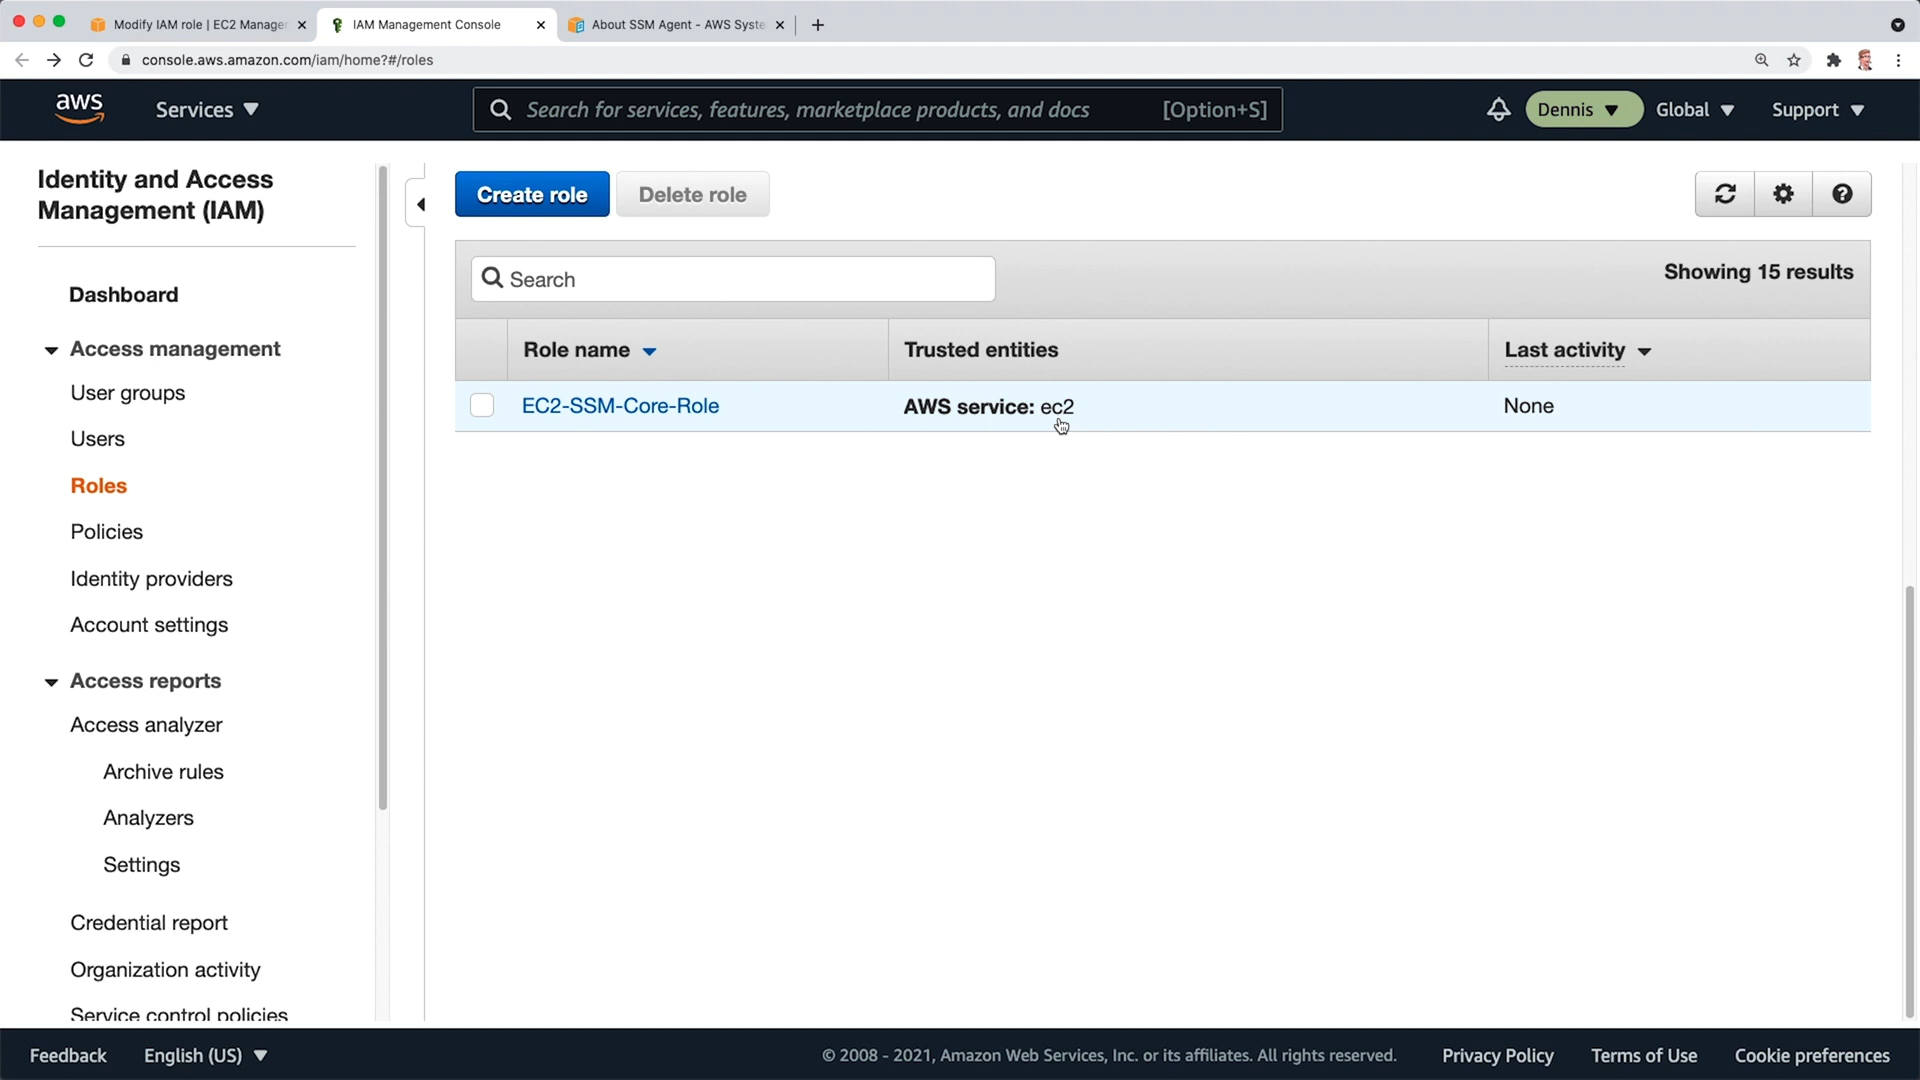 Modify IAM role | EC2 Manager
IAM Management Console
About SSM Agent - AWS Syste
console.aws.amazon.com/iam/home?#/roles
aws
Services
Search for services, features, marketplace products, and docs
[Option+S]
Dennis
Global
Support
Identity and Access
Management (IAM)
Dashboard
Access management
User groups
Users
Roles
Policies
Identity providers
Account settings
Access reports
Access analyzer
Archive rules
Analyzers
Settings
Credential report
Organization activity
Service control policies
Create role
Delete role
Search
Showing 15 results
Role name
Trusted entities
Last activity
EC2-SSM-Core-Role
AWS service: ec2
None
Feedback
English (US)
© 2008 - 2021, Amazon Web Services, Inc. or its affiliates. All rights reserved.
Privacy Policy
Terms of Use
Cookie preferences